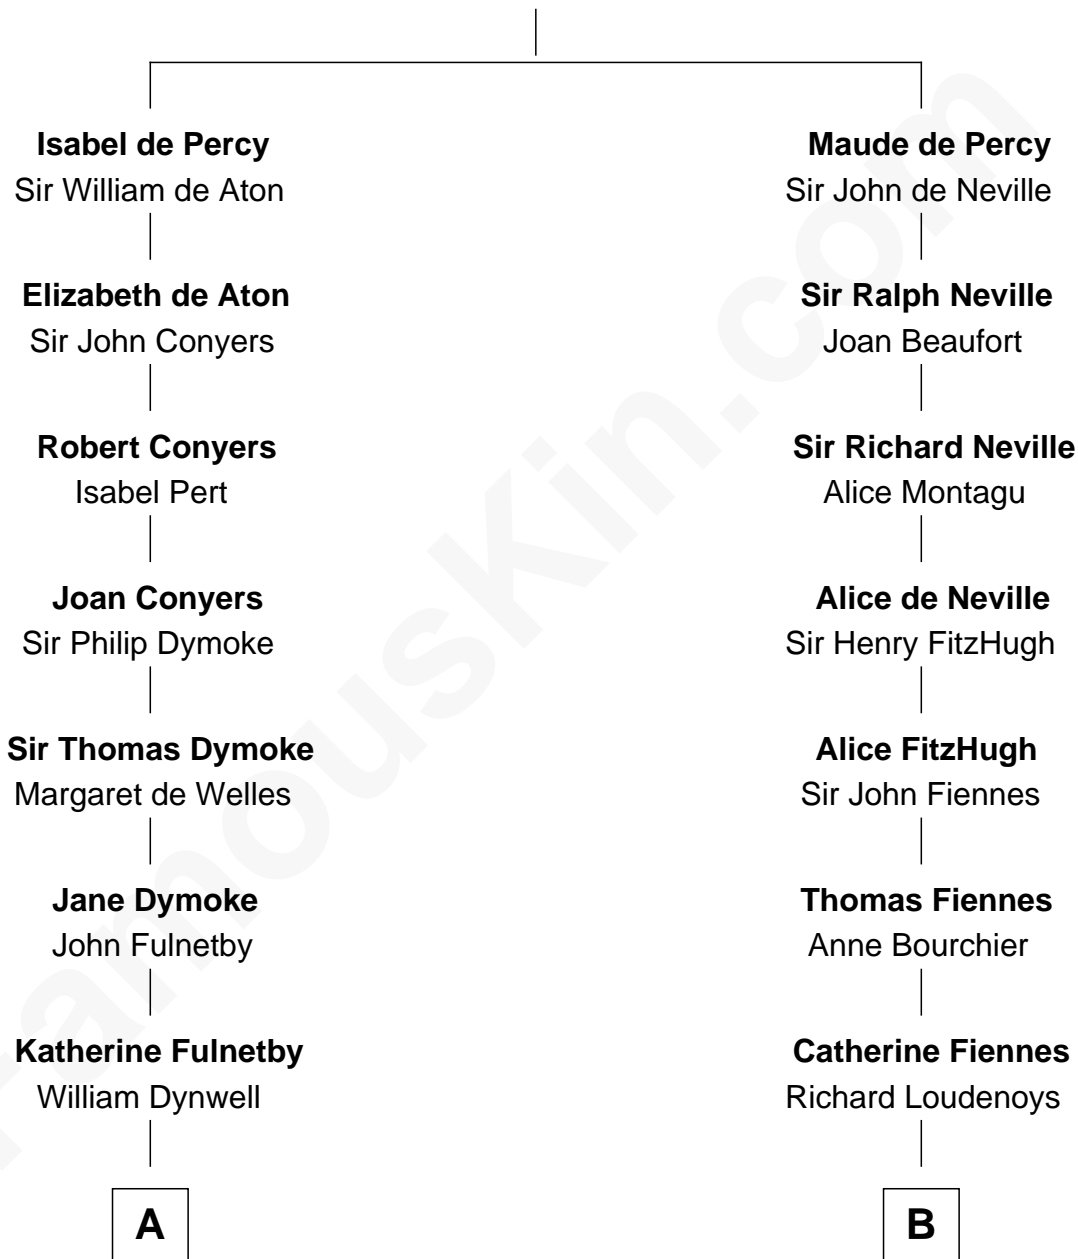 Isabel de Percy
Sir William de Aton
Elizabeth de Aton
Sir John Conyers
Robert Conyers
Isabel Pert
Joan Conyers
Sir Philip Dymoke
Sir Thomas Dymoke
Margaret de Welles
Jane Dymoke
John Fulnetby
Katherine Fulnetby
William Dynwell
A
Maude de Percy
Sir John de Neville
Sir Ralph Neville
Joan Beaufort
Sir Richard Neville
Alice Montagu
Alice de Neville
Sir Henry FitzHugh
Alice FitzHugh
Sir John Fiennes
Thomas Fiennes
Anne Bourchier
Catherine Fiennes
Richard Loudenoys
B
FamousKin.com